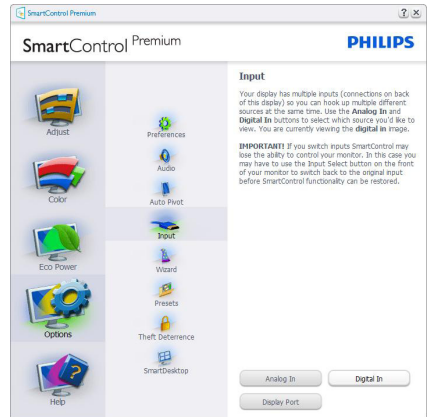 SmartControl Premium
?
SmartControl Premium
PHILIPS
Adjust
Color
Eco Power
Options
Help
Preferences
Audio
Auto Pivot
Input
Wizard
Presets
Theft Deterrence
SmartDesktop
Input
Your display has multiple inputs (connections on back
of this display) so you can hook up multiple different
sources at the same time. Use the Analog In and
Digital In buttons to select which source you'd like to
view. You are currently viewing the digital in image.
IMPORTANT! If you switch inputs SmartControl may
lose the ability to control your monitor. In this case you
may have to use the Input Select button on the front
of your monitor to switch back to the original input
before SmartControl functionality can be restored.
Analog In
Digital In
Display Port